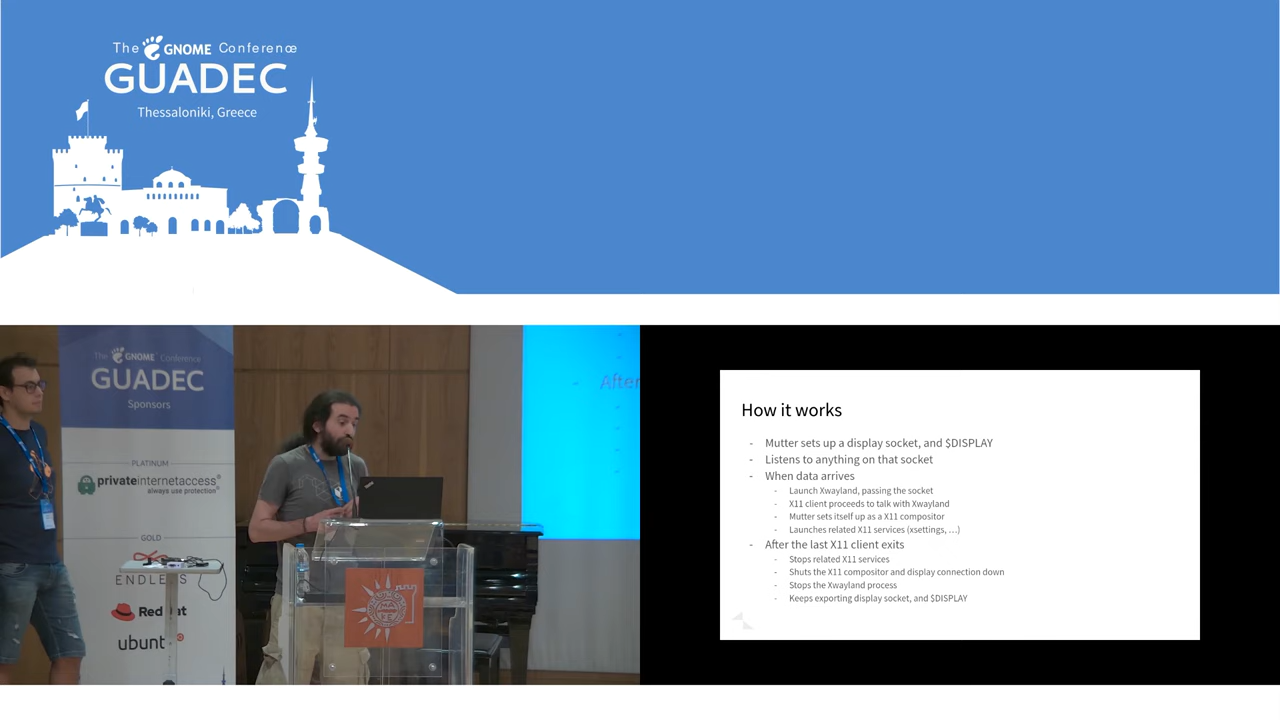 The GNOME Conference
GUADEC
Thessaloniki, Greece
The GNOME Conference
GUADEC
Sponsors
PLATINUM
privateinternetaccess®
always use protection®
GOLD
ENDLESS
Red Hat
ubunt
After
How it works
- Mutter sets up a display socket, and $DISPLAY
- Listens to anything on that socket
- When data arrives
- Launch Xwayland, passing the socket
- X11 client proceeds to talk with Xwayland
- Mutter sets itself up as a X11 compositor
- Launches related X11 services (xsettings, ...)
- After the last X11 client exits
- Stops related X11 services
- Shuts the X11 compositor and display connection down
- Stops the Xwayland process
- Keeps exporting display socket, and $DISPLAY